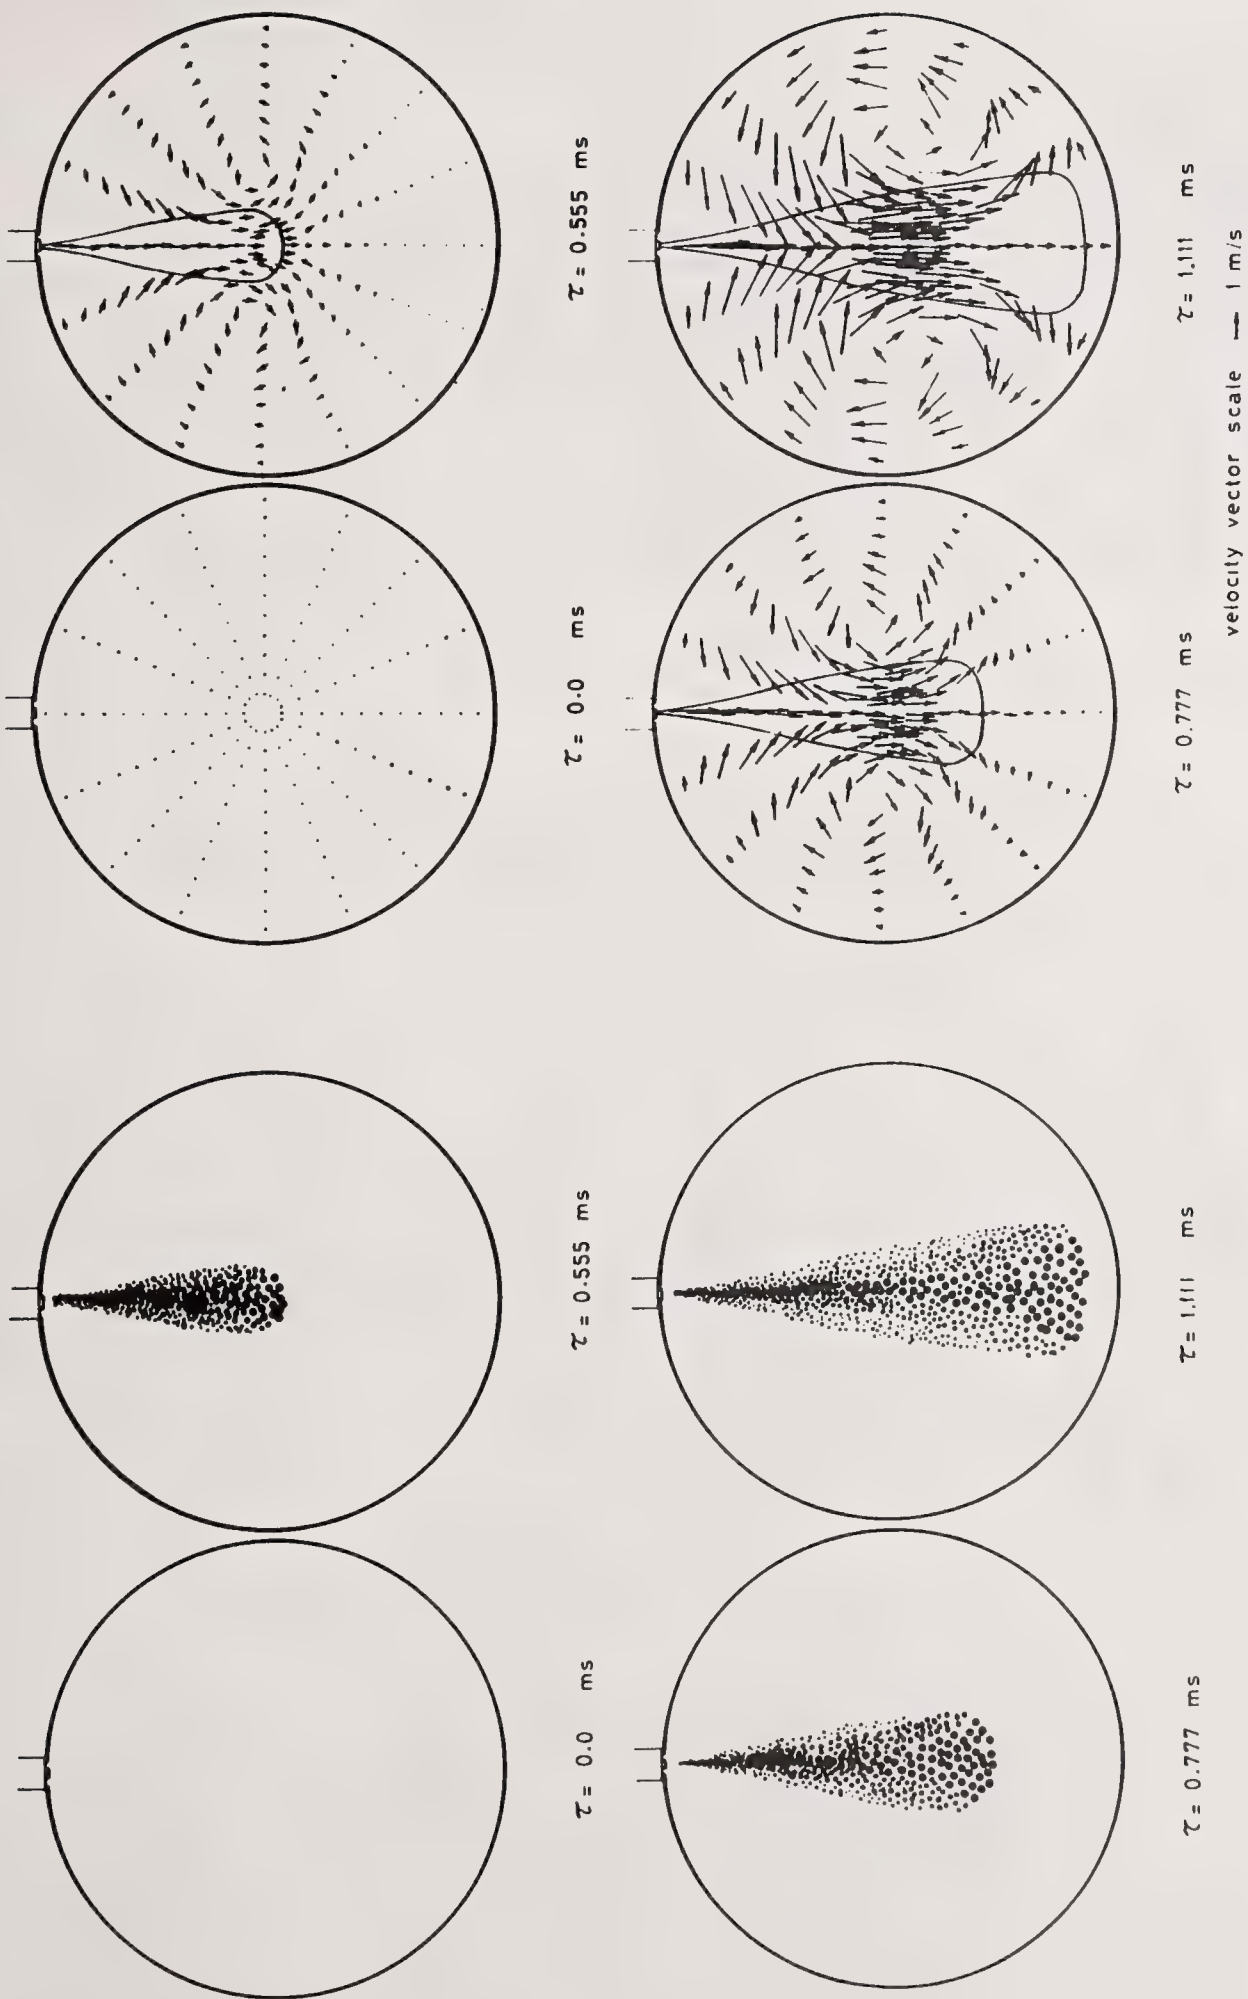 τ = 0.0 ms
τ = 0.555 ms
τ = 0.0 ms
τ = 0.555 ms
τ = 0.777 ms
τ = 1.111 ms
τ = 0.777 ms
τ = 1.111 ms
velocity vector scale → 1 m/s